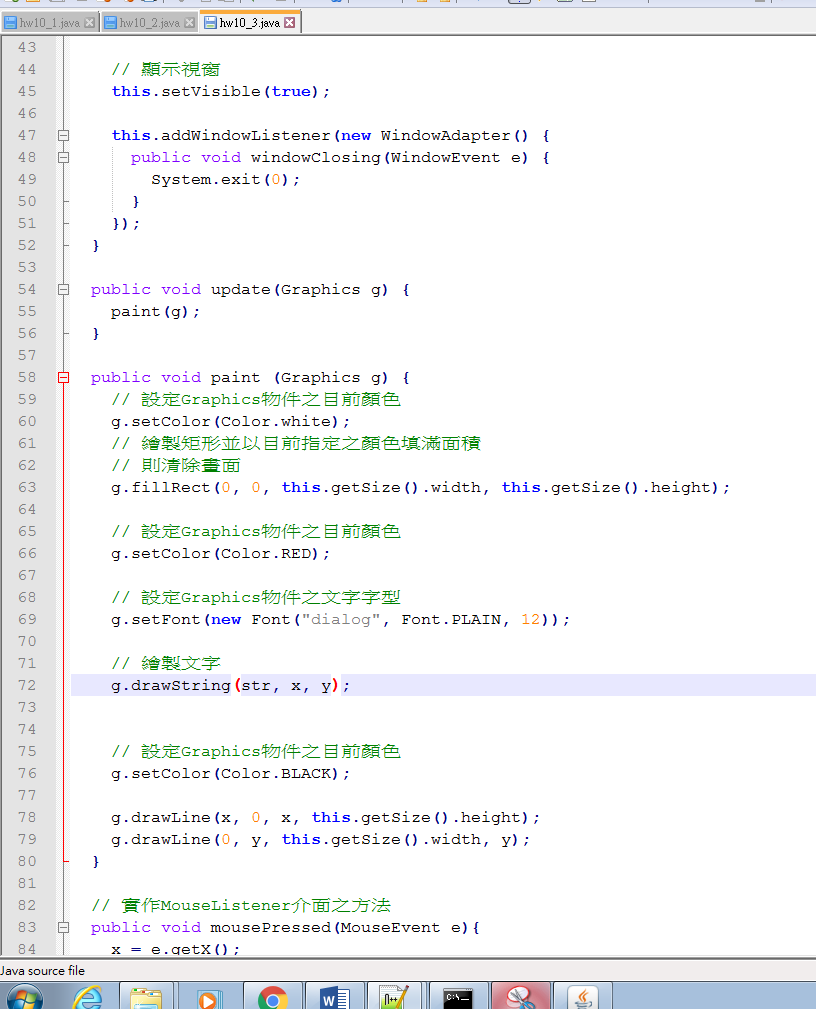 hw10_1.java hw10_2.java hw10_3.java
43
44 // 顯示視窗
45 this.setVisible(true);
46
47 this.addWindowListener(new WindowAdapter() {
48 public void windowClosing(WindowEvent e) {
49 System.exit(0);
50 }
51 });
52 }
53
54 public void update(Graphics g) {
55 paint(g);
56 }
57
58 public void paint (Graphics g) {
59 // 設定Graphics物件之目前顏色
60 g.setColor(Color.white);
61 // 繪製矩形並以目前指定之顏色填滿面積
62 // 則清除畫面
63 g.fillRect(0, 0, this.getSize().width, this.getSize().height);
64
65 // 設定Graphics物件之目前顏色
66 g.setColor(Color.RED);
67
68 // 設定Graphics物件之文字字型
69 g.setFont(new Font("dialog", Font.PLAIN, 12));
70
71 // 繪製文字
72 g.drawString(str, x, y);
73
74
75 // 設定Graphics物件之目前顏色
76 g.setColor(Color.BLACK);
77
78 g.drawLine(x, 0, x, this.getSize().height);
79 g.drawLine(0, y, this.getSize().width, y);
80 }
81
82 // 實作MouseListener介面之方法
83 public void mousePressed(MouseEvent e){
84 x = e.getX();
Java source file